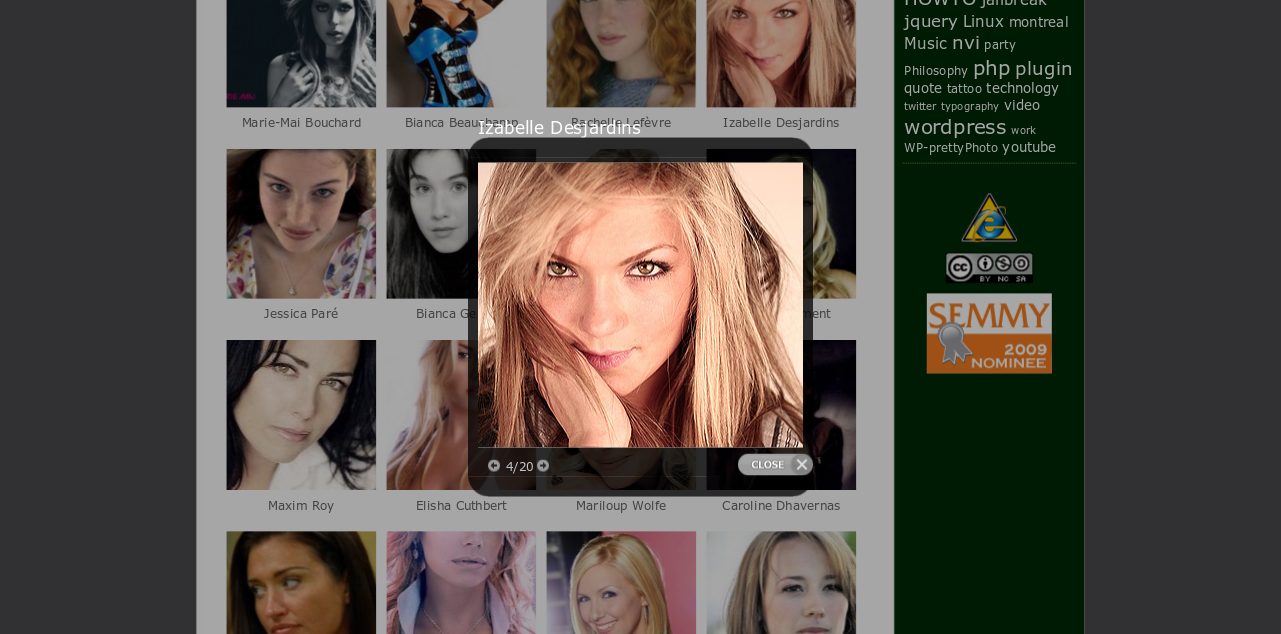 HOWTO jailbreak
jquery Linux montreal
Music nvi party
Philosophy php plugin
quote tattoo technology
twitter typography video
wordpress work
WP-prettyPhoto youtube
Marie-Mai Bouchard
Bianca Beauchamp
Rachelle Lefèvre
Izabelle Desjardins
Izabelle Desjardins
Jessica Paré
Bianca Ge
ment
4/20
CLOSE
Maxim Roy
Elisha Cuthbert
Mariloup Wolfe
Caroline Dhavernas
cc
BY NC SA
SEMMY
2009
NOMINEE